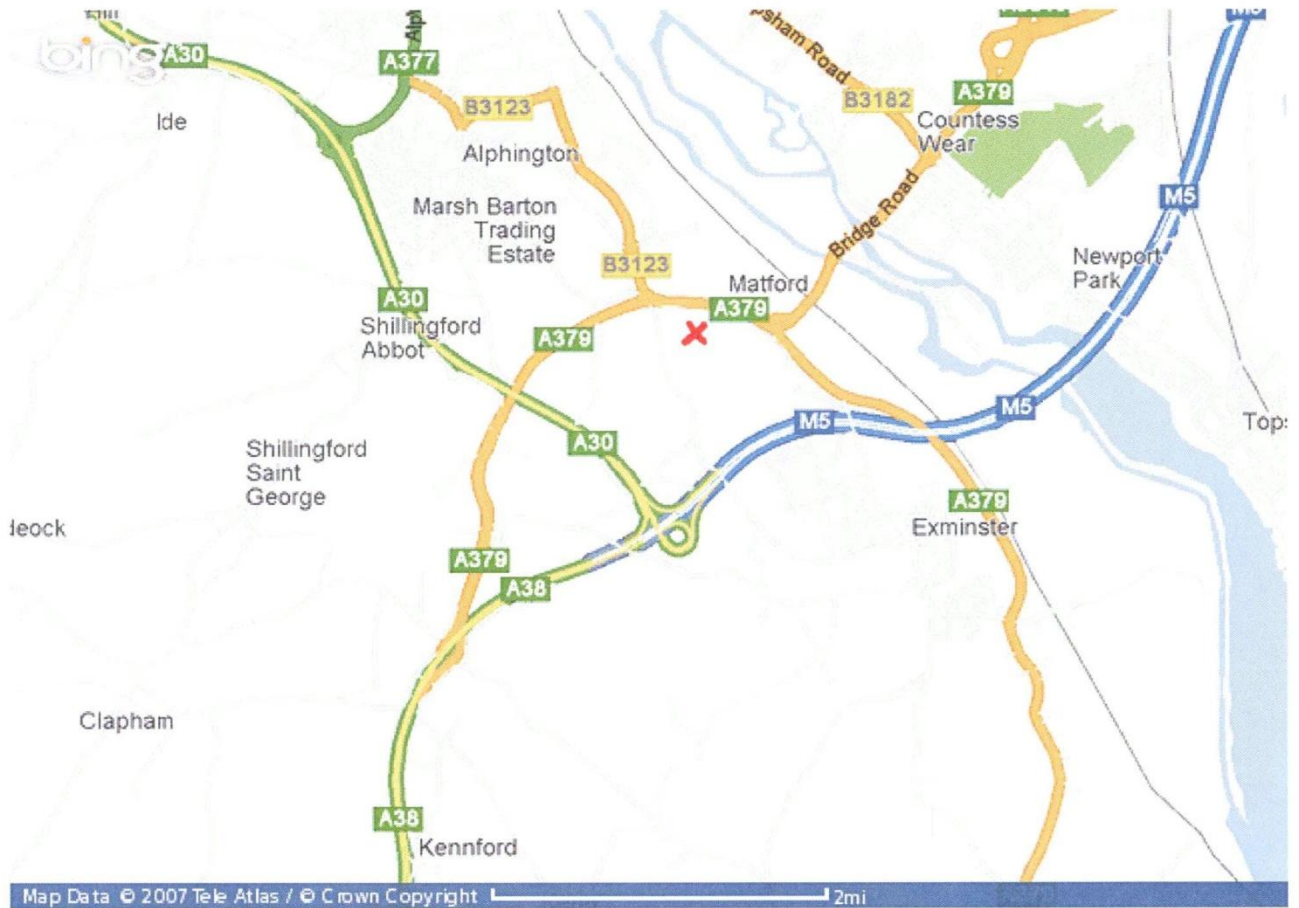 bing
A30
A377
Ide
B3123
Alphington
Marsh Barton
Trading
Estate
B3182
A379
Countess
Wear
Bridge Road
M5
Newport
Park
B3123
Matford
A379
A30
Shillingford
Abbot
A379
A30
M5
M5
Shillingford
Saint
George
A379
Exminster
A379
A38
Clapham
A38
Kennford
Map Data © 2007 Tele Atlas / © Crown Copyright
2mi